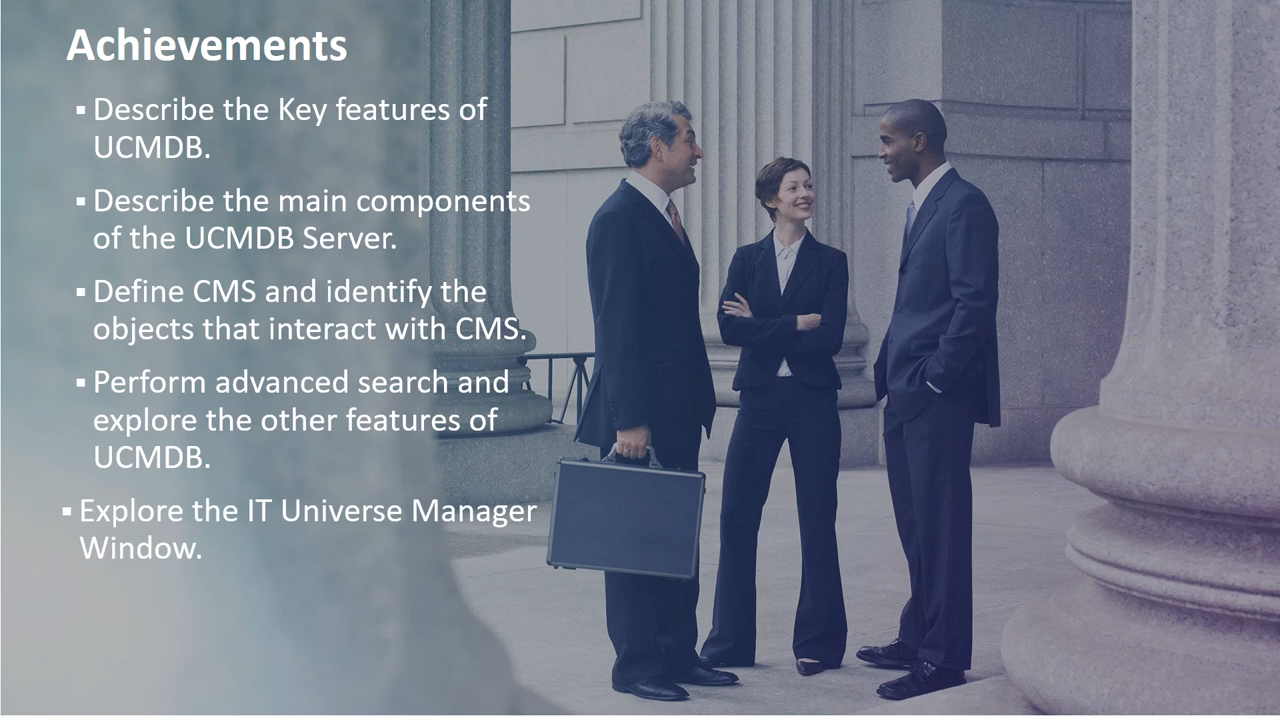 Achievements
▪ Describe the Key features of
UCMDB.
▪ Describe the main components
of the UCMDB Server.
▪ Define CMS and identify the
objects that interact with CMS.
▪ Perform advanced search and
explore the other features of
UCMDB.
▪ Explore the IT Universe Manager
Window.